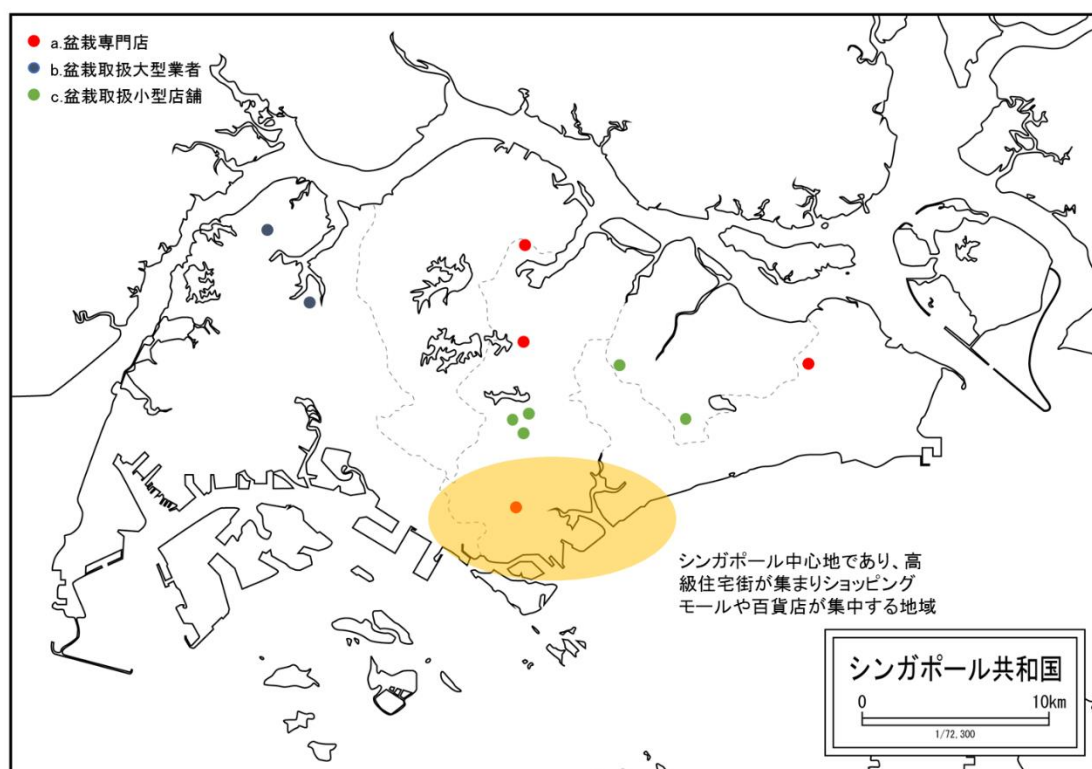 a.盆栽専門店
b.盆栽取扱大型業者
c.盆栽取扱小型店舗
シンガポール中心地であり、高
級住宅街が集まりショッピング
モールや百貨店が集中する地域
シンガポール共和国
0 10km
1/72,300